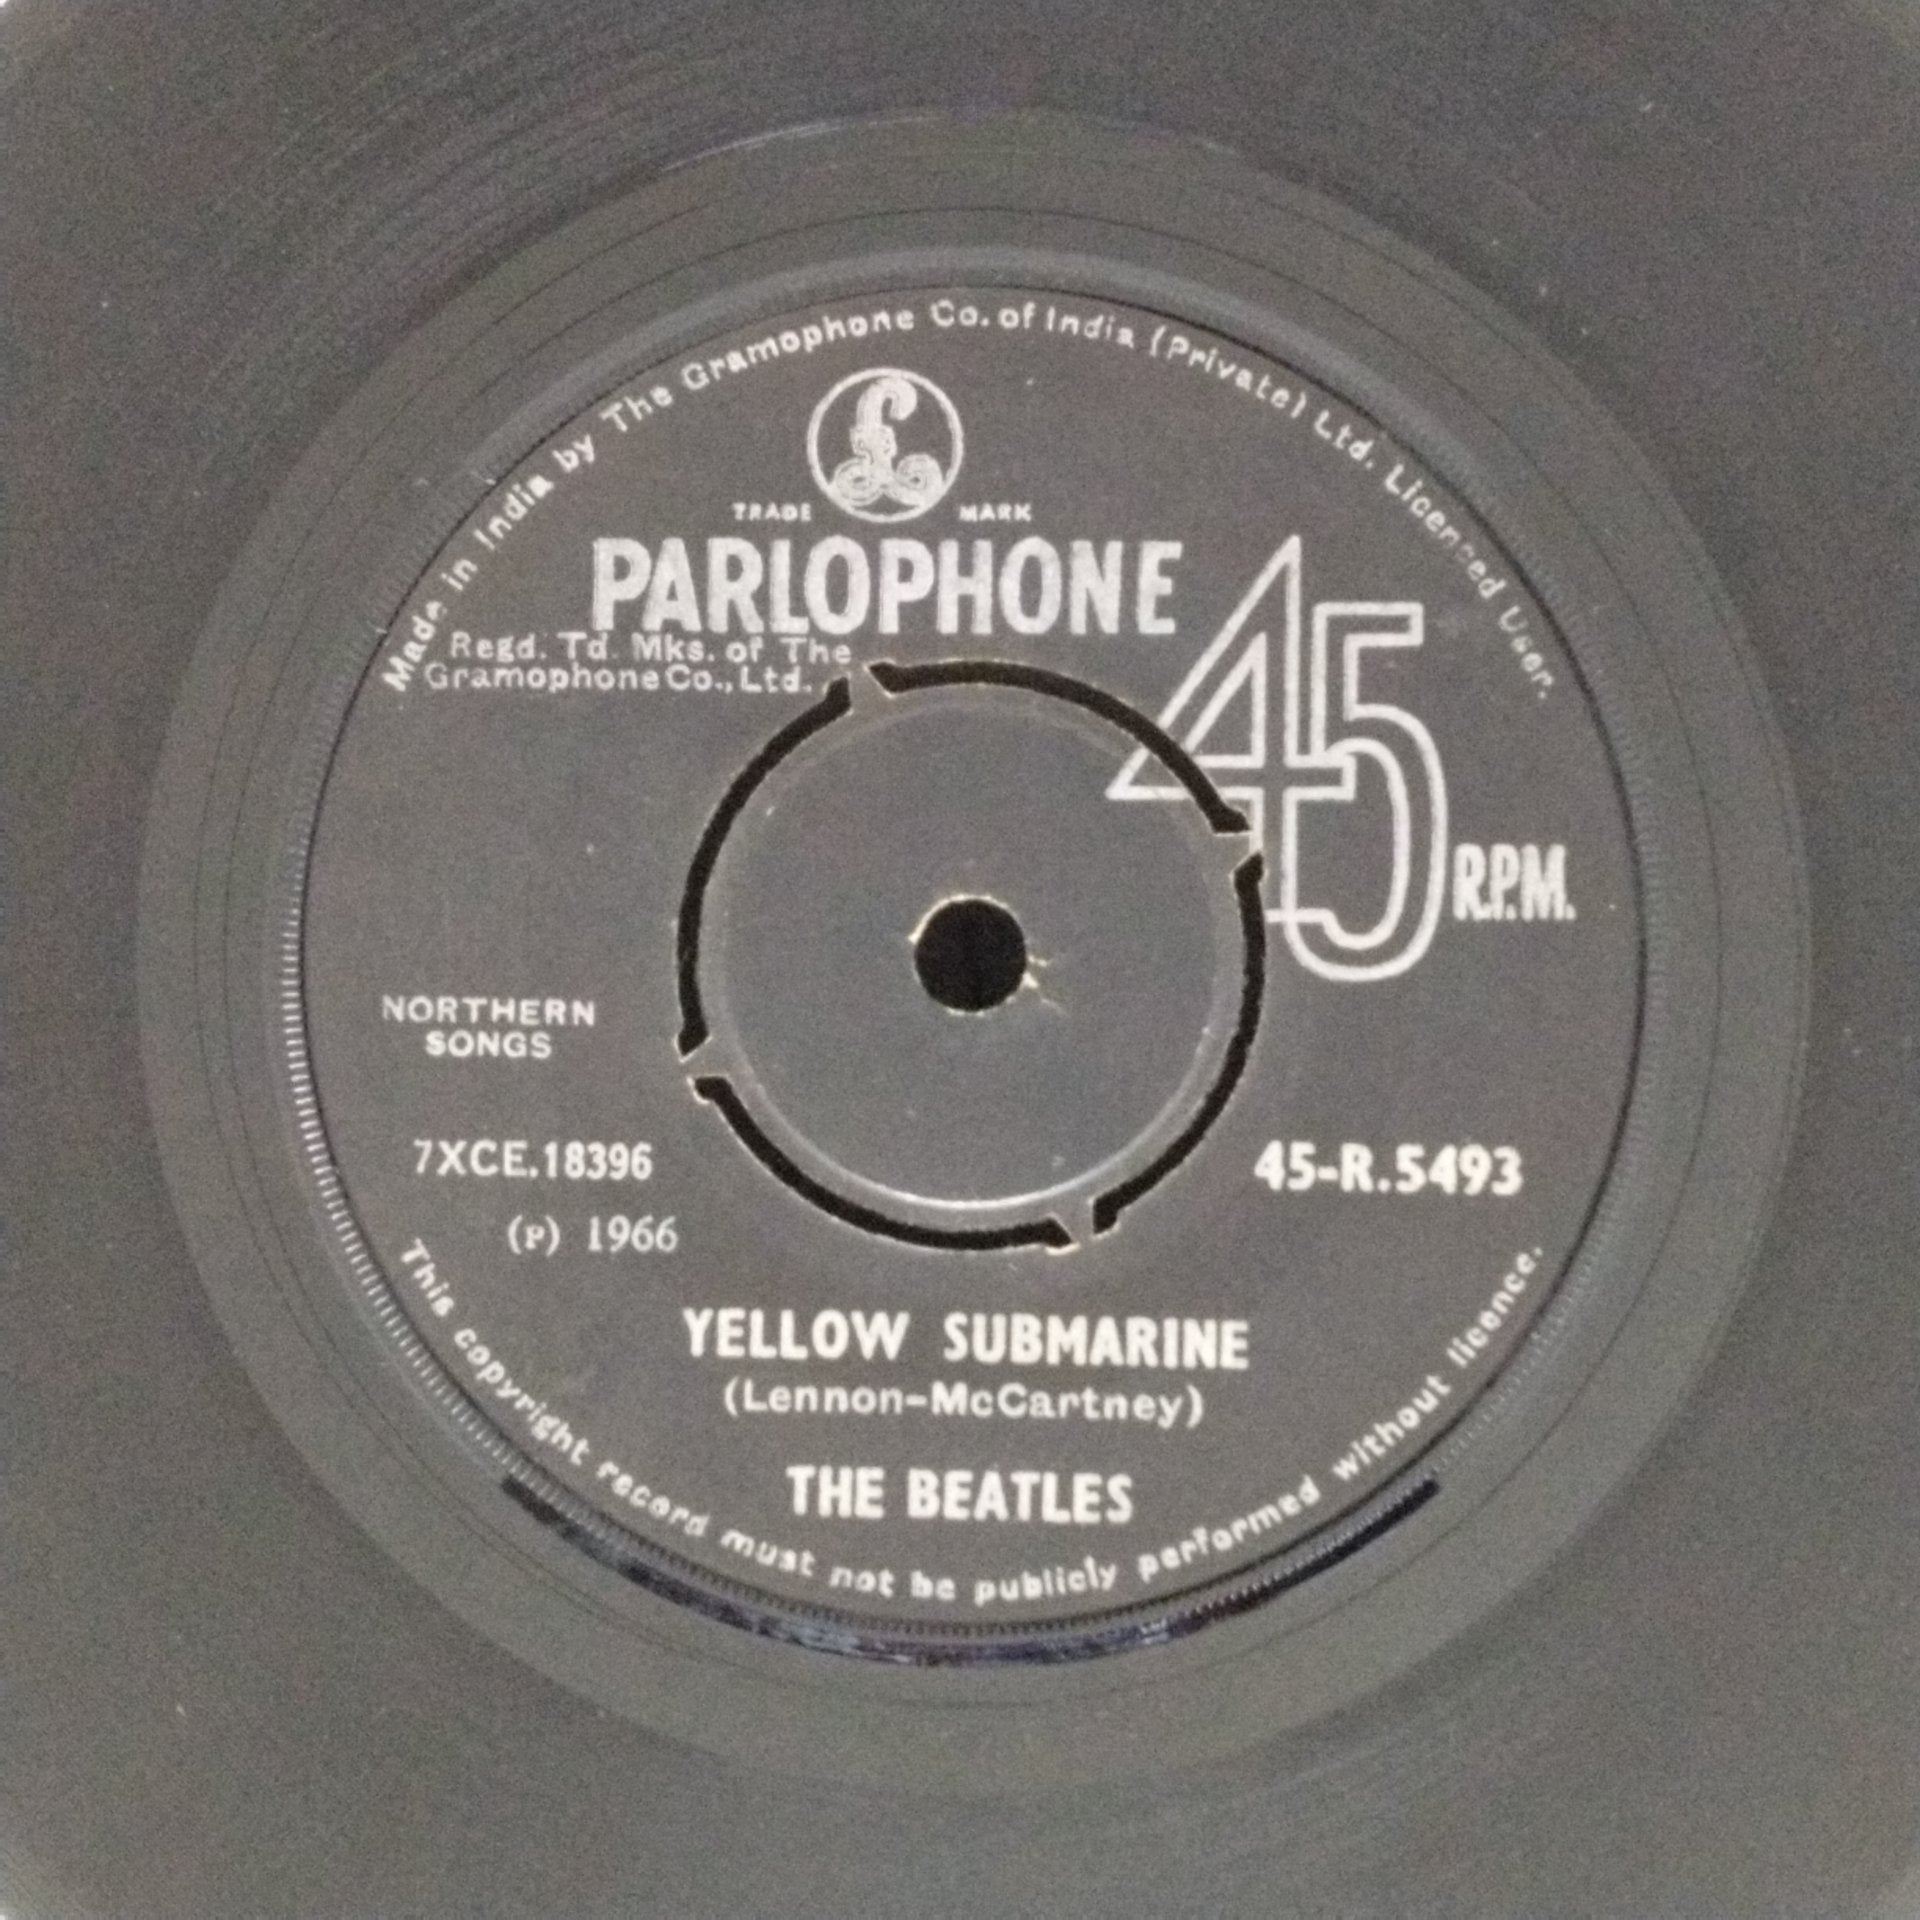 Made in India by The Gramophone Co. of India (Private) Ltd. Licensed User.
TRADE MARK
PARLOPHONE
Regd. Td. Mks. of The
Gramophone Co., Ltd.
45 R.P.M.
NORTHERN
SONGS
7XCE.18396
45-R.5493
(P) 1966
YELLOW SUBMARINE
(Lennon-McCartney)
THE BEATLES
This copyright record must not be publicly performed without licence.